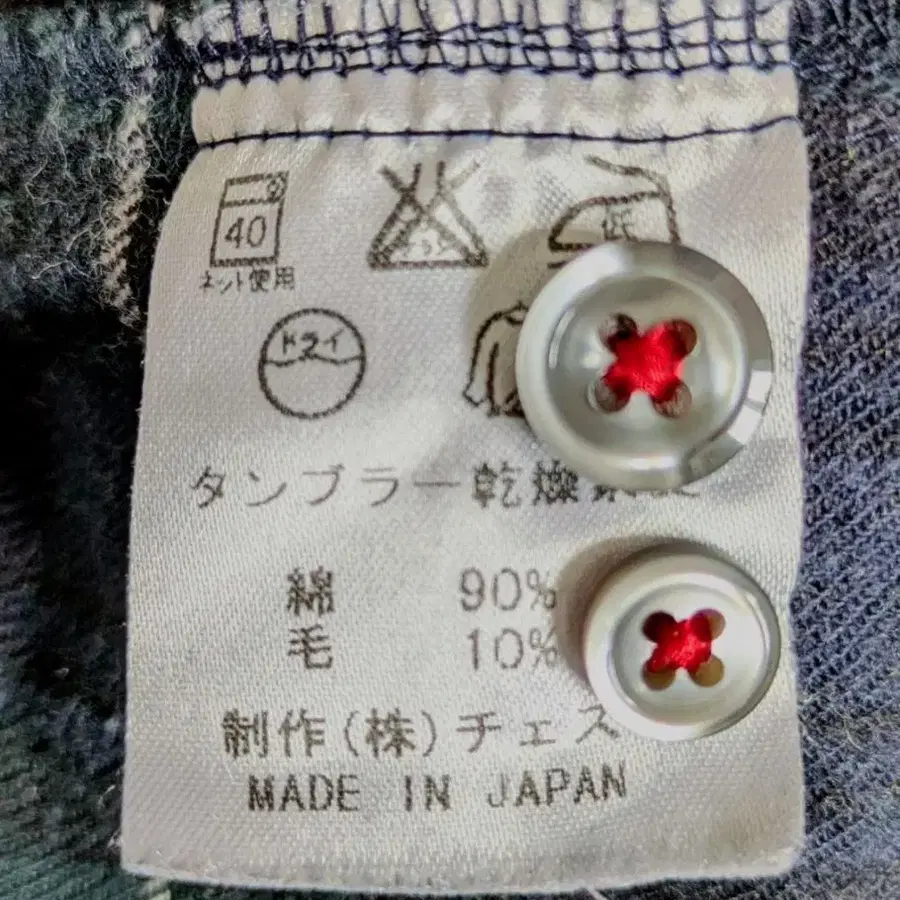 40
ネット使用
低
ドライ
タンブラー乾燥
綿 90%
毛 10%
制作(株)チェス
MADE IN JAPAN